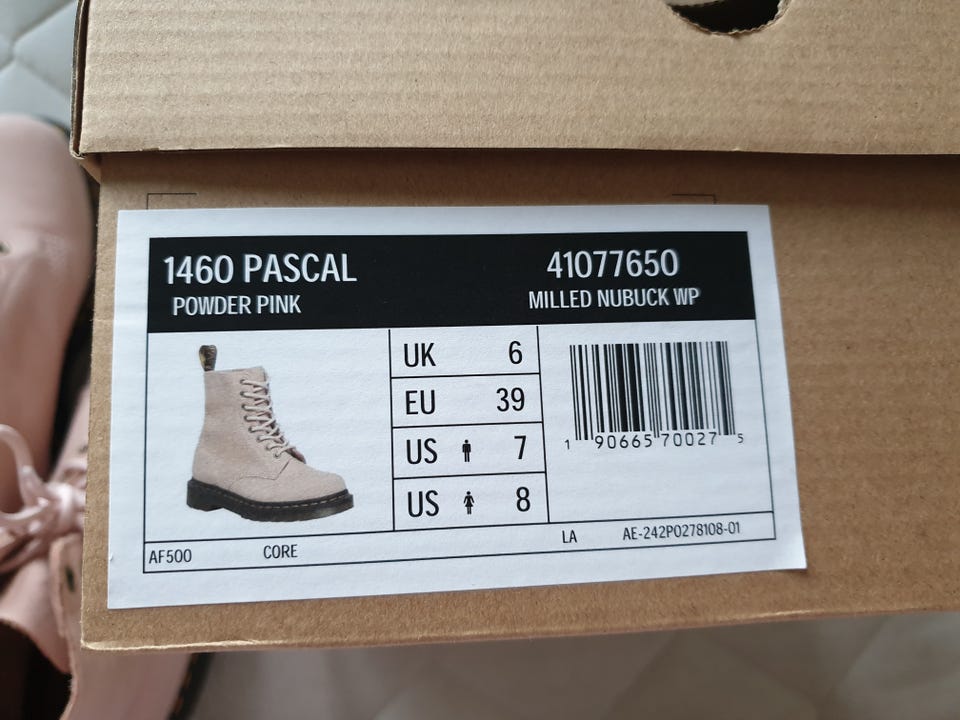 1460 PASCAL
POWDER PINK
41077650
MILLED NUBUCK WP
UK 6
EU 39
US 7
US 8
1 90665 70027 5
AF500 CORE LA AE-242P0278108-01